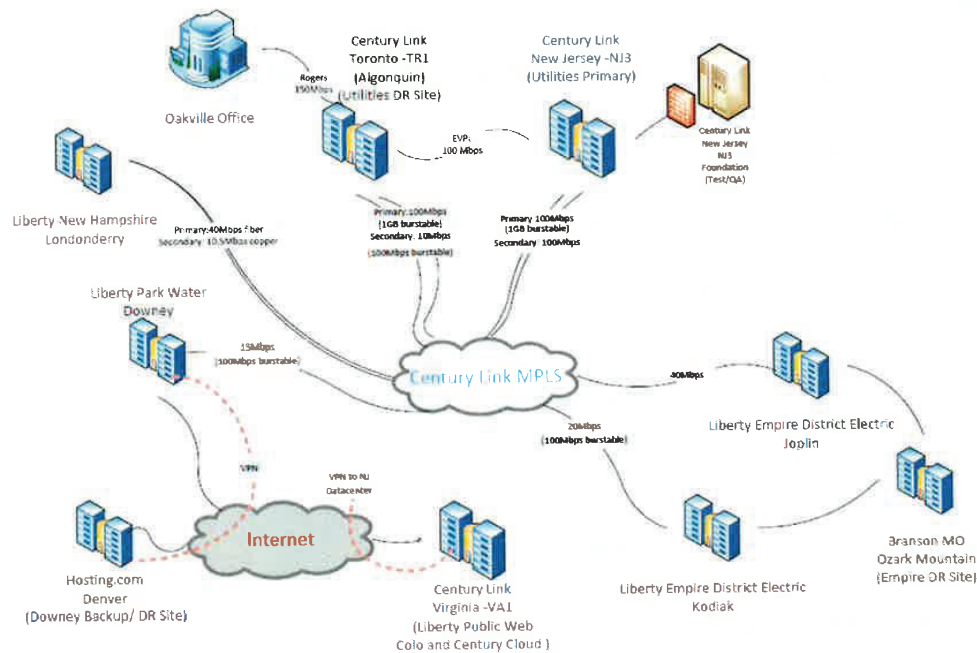 Century Link
Toronto -TR1
(Algonquin)
(Utilities DR Site)
Century Link
New Jersey -NJ3
(Utilities Primary)
Rogers
150Mbps
Oakville Office
EVPL
100 Mbps
Century Link
New Jersey
NJ3
Foundation
(Test/QA)
Liberty New Hampshire
Londonderry
Primary:40Mbps fiber
Secondary: 10.5Mbps copper
Primary:100Mbps
(1GB burstable)
Secondary: 10Mbps
(100Mbps burstable)
Primary 100Mbps
(1GB burstable)
Secondary: 100Mbps
Liberty Park Water
Downey
15Mbps
(100Mbps burstable)
Century Link MPLS
40Mbps
Liberty Empire District Electric
Joplin
20Mbps
(100Mbps burstable)
VPN
VPN to NJ
Datacenter
Internet
Hosting.com
Denver
(Downey Backup/ DR Site)
Century Link
Virginia -VA1
(Liberty Public Web
Colo and Century Cloud )
Liberty Empire District Electric
Kodiak
Branson MO
Ozark Mountain
(Empire DR Site)